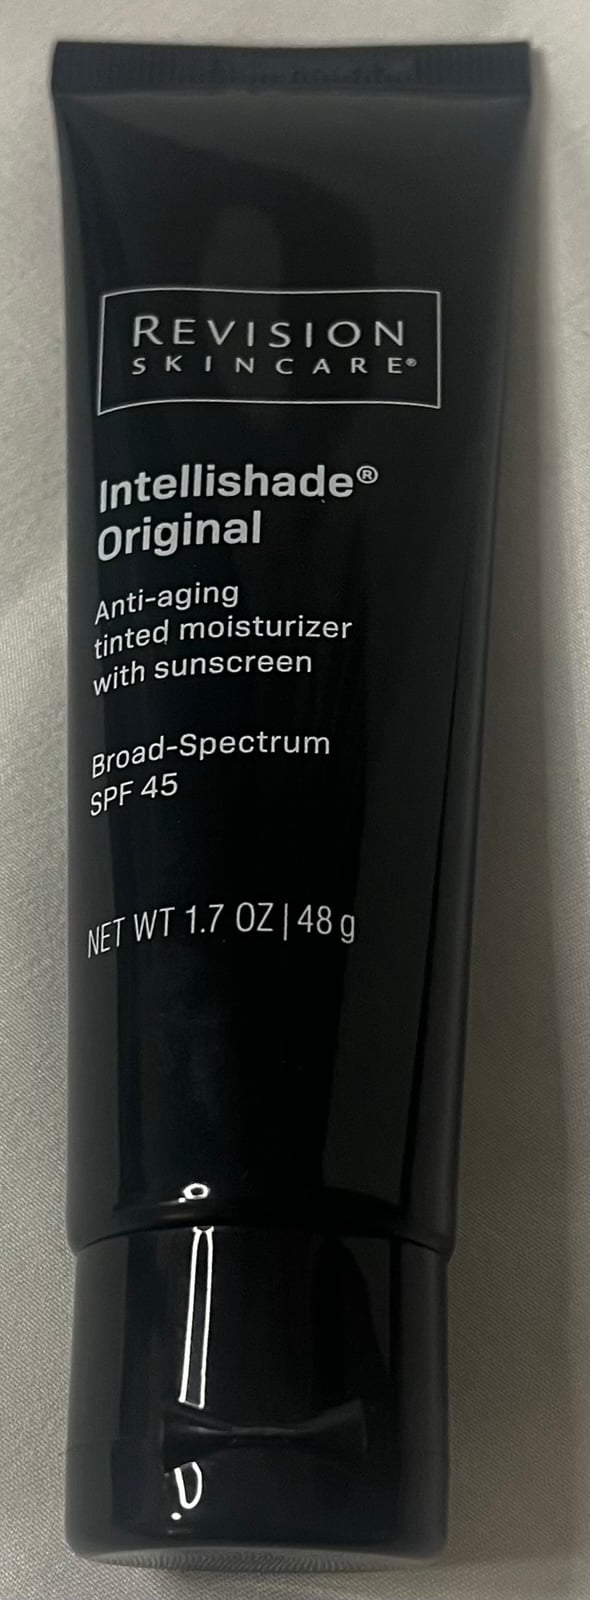 REVISION
SKINCARE®
Intellishade®
Original
Anti-aging
tinted moisturizer
with sunscreen
Broad-Spectrum
SPF 45
NET WT 1.7 OZ | 48 g